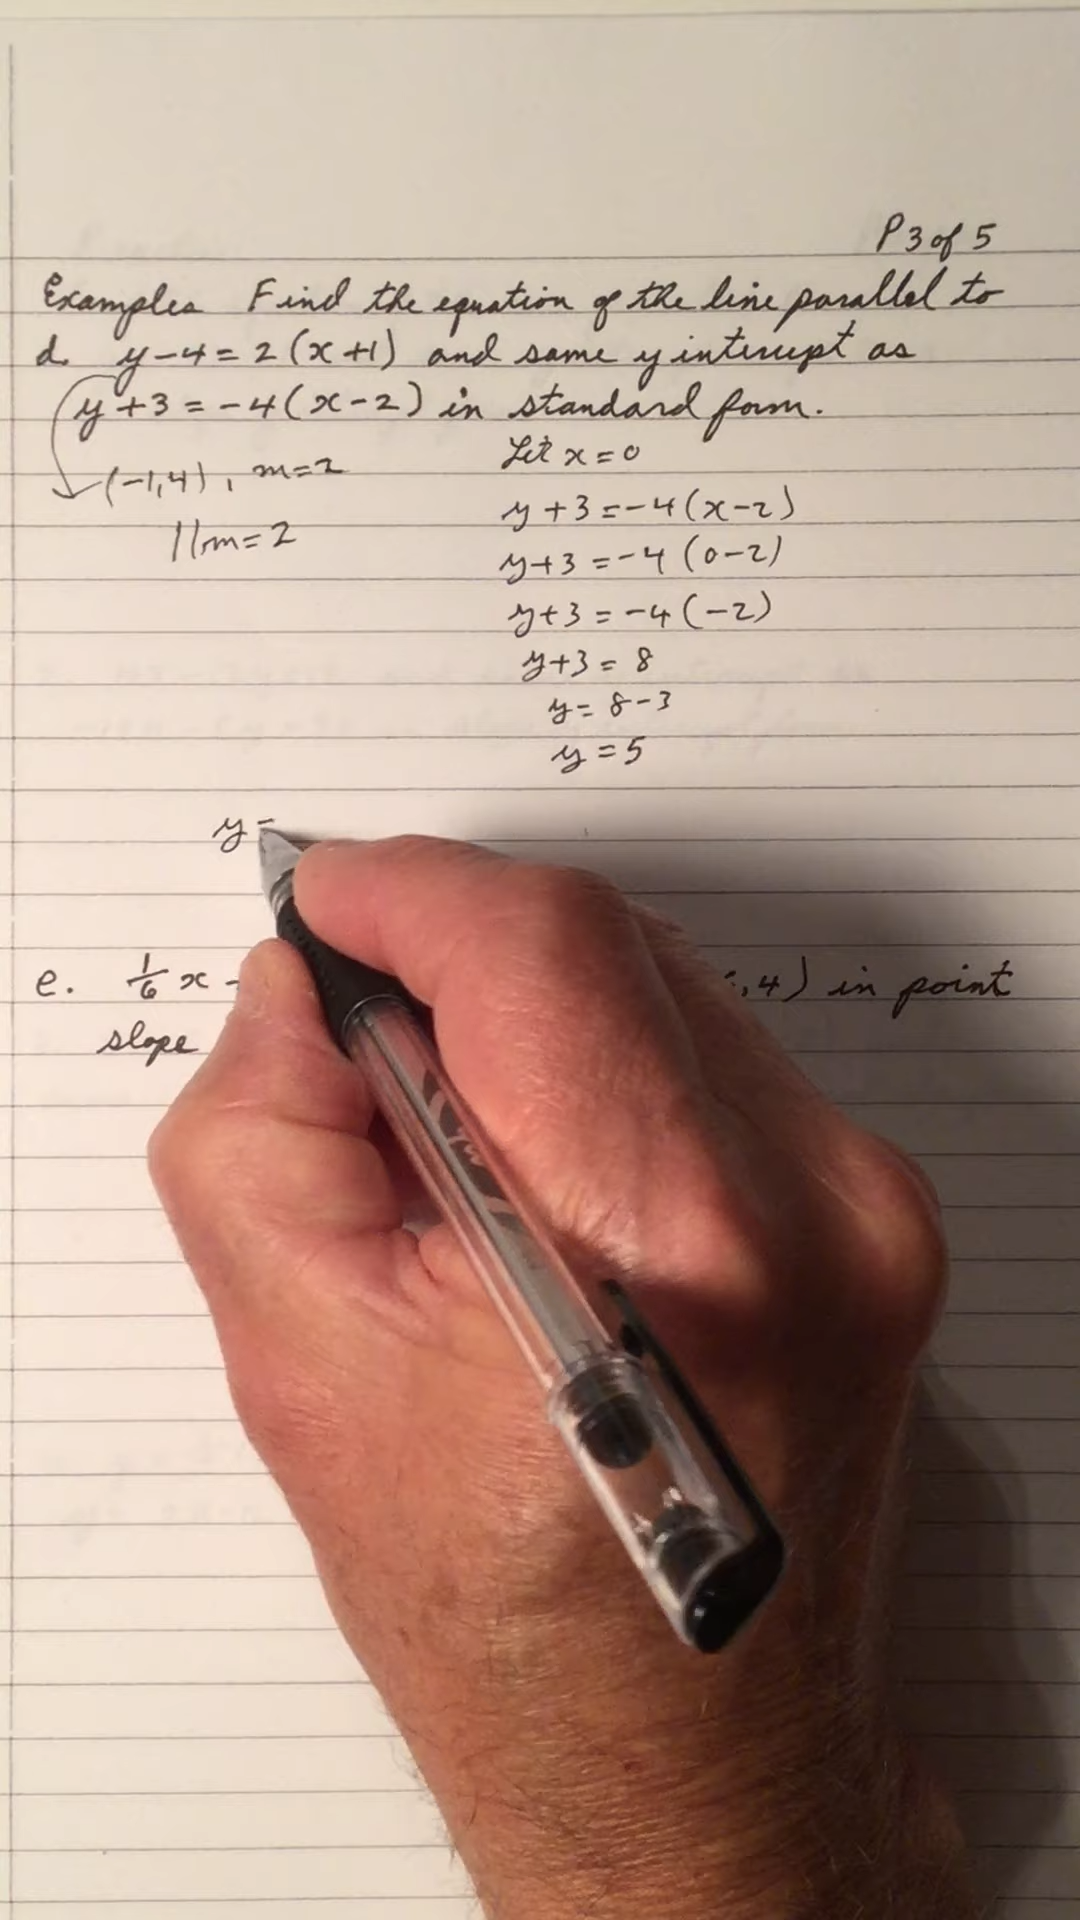 P 3 of 5
Examples Find the equation of the line parallel to
d. y-4=2(x+1) and same y intercept as
y+3=-4(x-2) in standard form.
Let x=0
(-1,4), m=2
y+3=-4(x-2)
|| m=2
y+3=-4(0-2)
y+3=-4(-2)
y+3=8
y=8-3
y=5
y=
e. 1/6 x - ,4) in point
slope